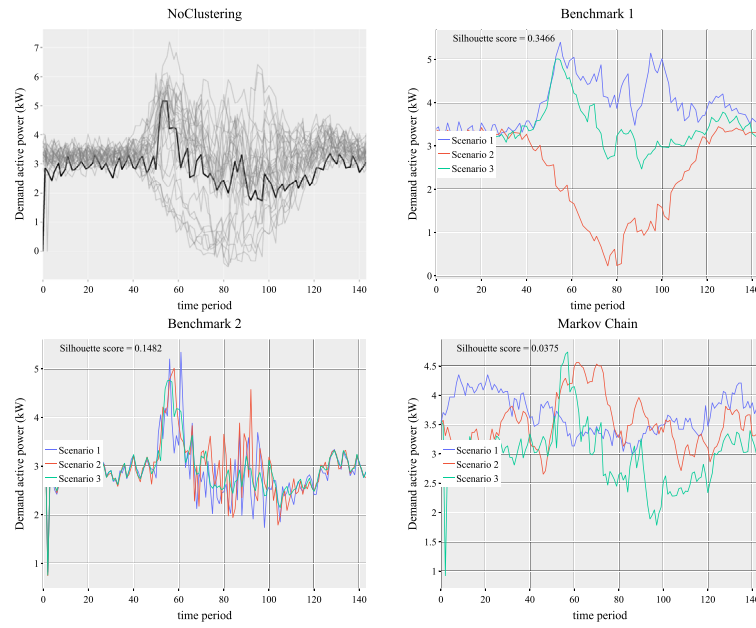 NoClustering
Demand active power (kW)
7
6
5
4
3
2
1
0
0 20 40 60 80 100 120 140
time period
Benchmark 1
Silhouette score = 0.3466
Demand active power (kW)
5
4
3
2
1
0
Scenario 1
Scenario 2
Scenario 3
0 20 40 60 80 100 120 140
time period
Benchmark 2
Silhouette score = 0.1482
Demand active power (kW)
5
4
3
2
1
Scenario 1
Scenario 2
Scenario 3
0 20 40 60 80 100 120 140
time period
Markov Chain
Silhouette score = 0.0375
Demand active power (kW)
4.5
4
3.5
3
2.5
2
1.5
1
Scenario 1
Scenario 2
Scenario 3
0 20 40 60 80 100 120 140
time period